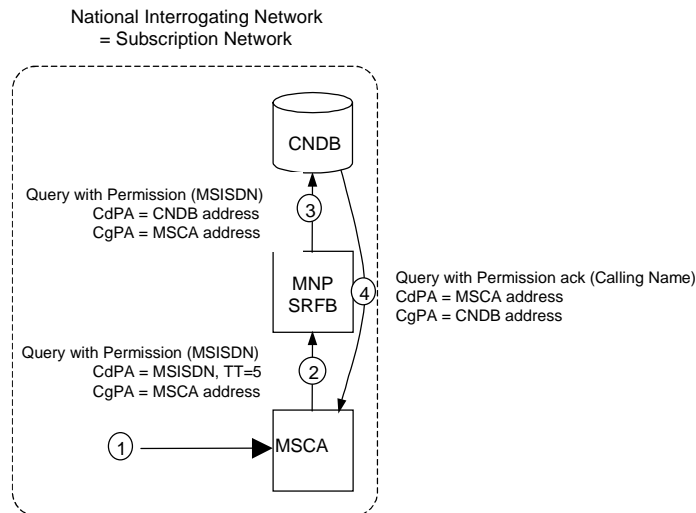 National Interrogating Network
= Subscription Network
CNDB
Query with Permission (MSISDN)
CdPA = CNDB address
CgPA = MSCA address
3
MNP
SRFB
4
Query with Permission ack (Calling Name)
CdPA = MSCA address
CgPA = CNDB address
Query with Permission (MSISDN)
CdPA = MSISDN, TT=5
CgPA = MSCA address
2
1
MSCA